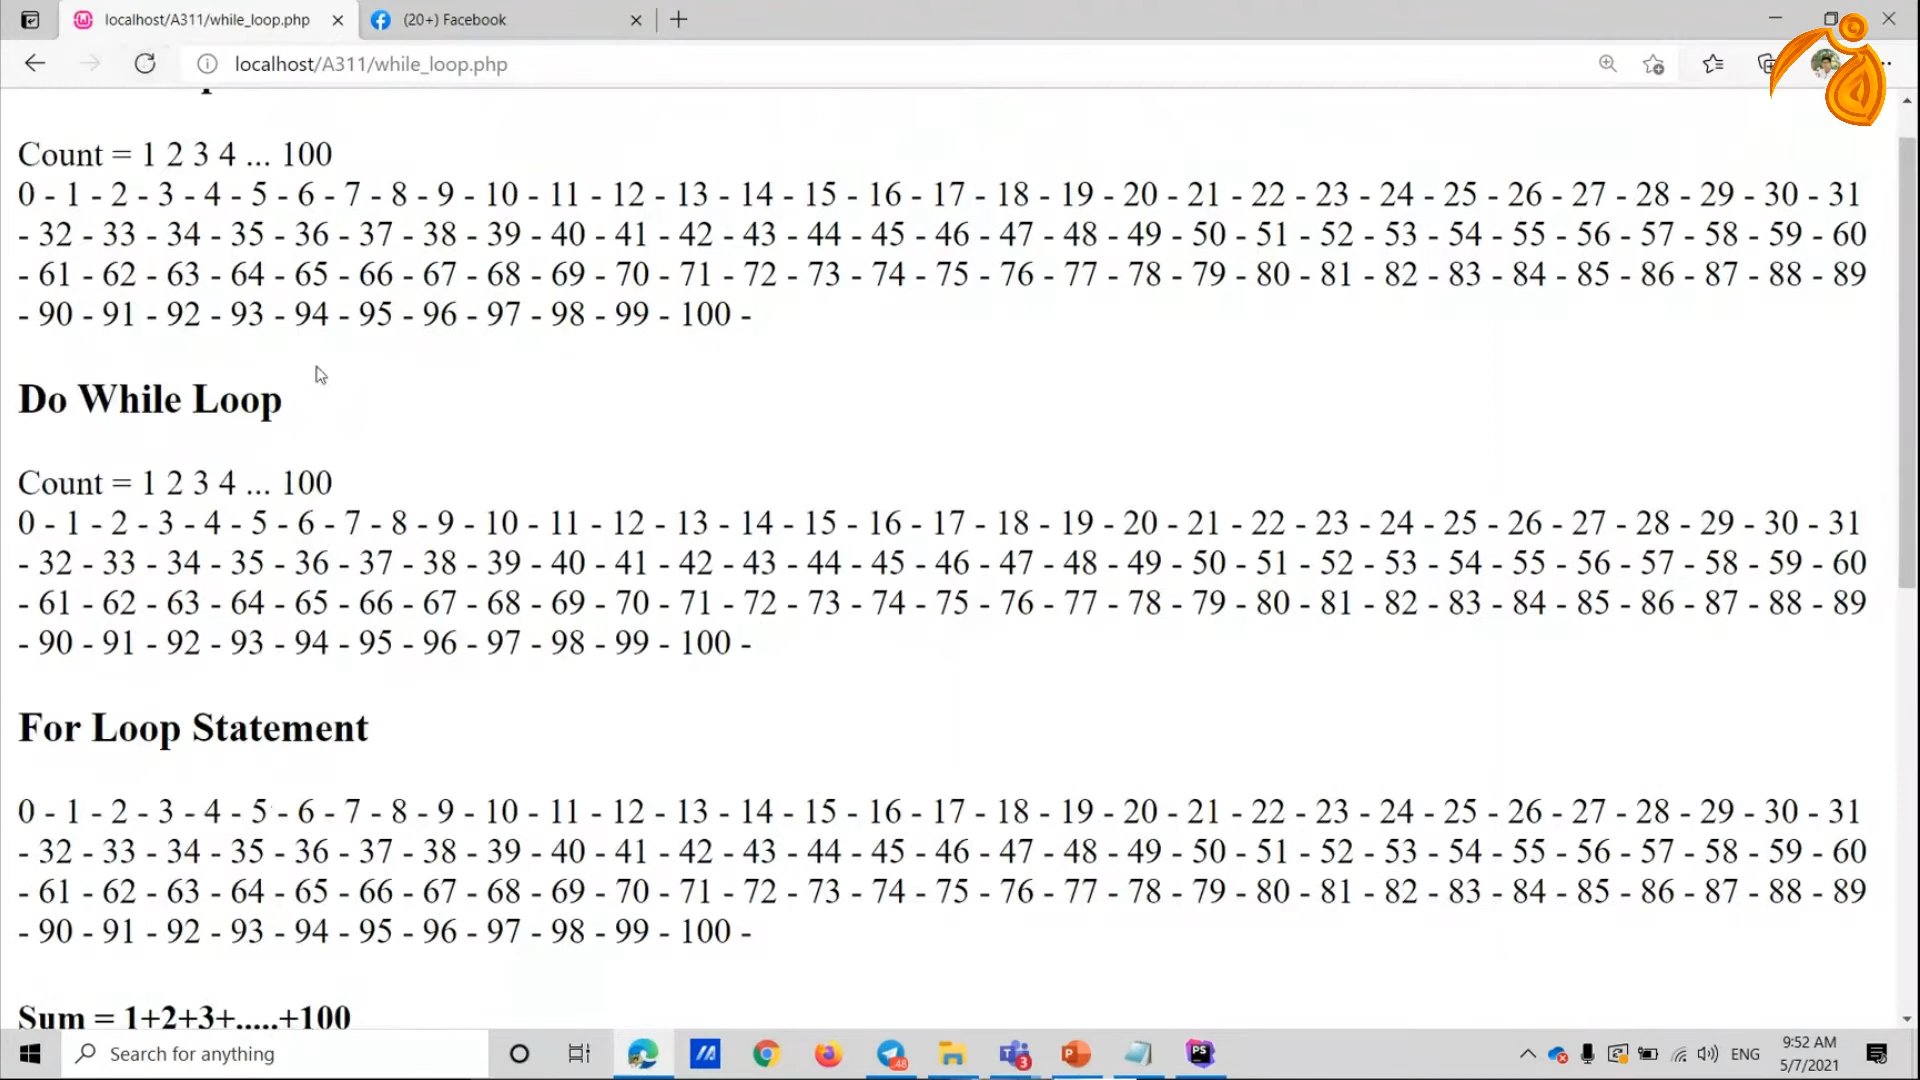 localhost/A311/while_loop.php
(20+) Facebook
localhost/A311/while_loop.php
Count = 1 2 3 4 ... 100
0 - 1 - 2 - 3 - 4 - 5 - 6 - 7 - 8 - 9 - 10 - 11 - 12 - 13 - 14 - 15 - 16 - 17 - 18 - 19 - 20 - 21 - 22 - 23 - 24 - 25 - 26 - 27 - 28 - 29 - 30 - 31
- 32 - 33 - 34 - 35 - 36 - 37 - 38 - 39 - 40 - 41 - 42 - 43 - 44 - 45 - 46 - 47 - 48 - 49 - 50 - 51 - 52 - 53 - 54 - 55 - 56 - 57 - 58 - 59 - 60
- 61 - 62 - 63 - 64 - 65 - 66 - 67 - 68 - 69 - 70 - 71 - 72 - 73 - 74 - 75 - 76 - 77 - 78 - 79 - 80 - 81 - 82 - 83 - 84 - 85 - 86 - 87 - 88 - 89
- 90 - 91 - 92 - 93 - 94 - 95 - 96 - 97 - 98 - 99 - 100 -
Do While Loop
Count = 1 2 3 4 ... 100
0 - 1 - 2 - 3 - 4 - 5 - 6 - 7 - 8 - 9 - 10 - 11 - 12 - 13 - 14 - 15 - 16 - 17 - 18 - 19 - 20 - 21 - 22 - 23 - 24 - 25 - 26 - 27 - 28 - 29 - 30 - 31
- 32 - 33 - 34 - 35 - 36 - 37 - 38 - 39 - 40 - 41 - 42 - 43 - 44 - 45 - 46 - 47 - 48 - 49 - 50 - 51 - 52 - 53 - 54 - 55 - 56 - 57 - 58 - 59 - 60
- 61 - 62 - 63 - 64 - 65 - 66 - 67 - 68 - 69 - 70 - 71 - 72 - 73 - 74 - 75 - 76 - 77 - 78 - 79 - 80 - 81 - 82 - 83 - 84 - 85 - 86 - 87 - 88 - 89
- 90 - 91 - 92 - 93 - 94 - 95 - 96 - 97 - 98 - 99 - 100 -
For Loop Statement
0 - 1 - 2 - 3 - 4 - 5 - 6 - 7 - 8 - 9 - 10 - 11 - 12 - 13 - 14 - 15 - 16 - 17 - 18 - 19 - 20 - 21 - 22 - 23 - 24 - 25 - 26 - 27 - 28 - 29 - 30 - 31
- 32 - 33 - 34 - 35 - 36 - 37 - 38 - 39 - 40 - 41 - 42 - 43 - 44 - 45 - 46 - 47 - 48 - 49 - 50 - 51 - 52 - 53 - 54 - 55 - 56 - 57 - 58 - 59 - 60
- 61 - 62 - 63 - 64 - 65 - 66 - 67 - 68 - 69 - 70 - 71 - 72 - 73 - 74 - 75 - 76 - 77 - 78 - 79 - 80 - 81 - 82 - 83 - 84 - 85 - 86 - 87 - 88 - 89
- 90 - 91 - 92 - 93 - 94 - 95 - 96 - 97 - 98 - 99 - 100 -
Sum = 1+2+3+.....+100
Search for anything
48
3
PS
ENG
9:52 AM
5/7/2021